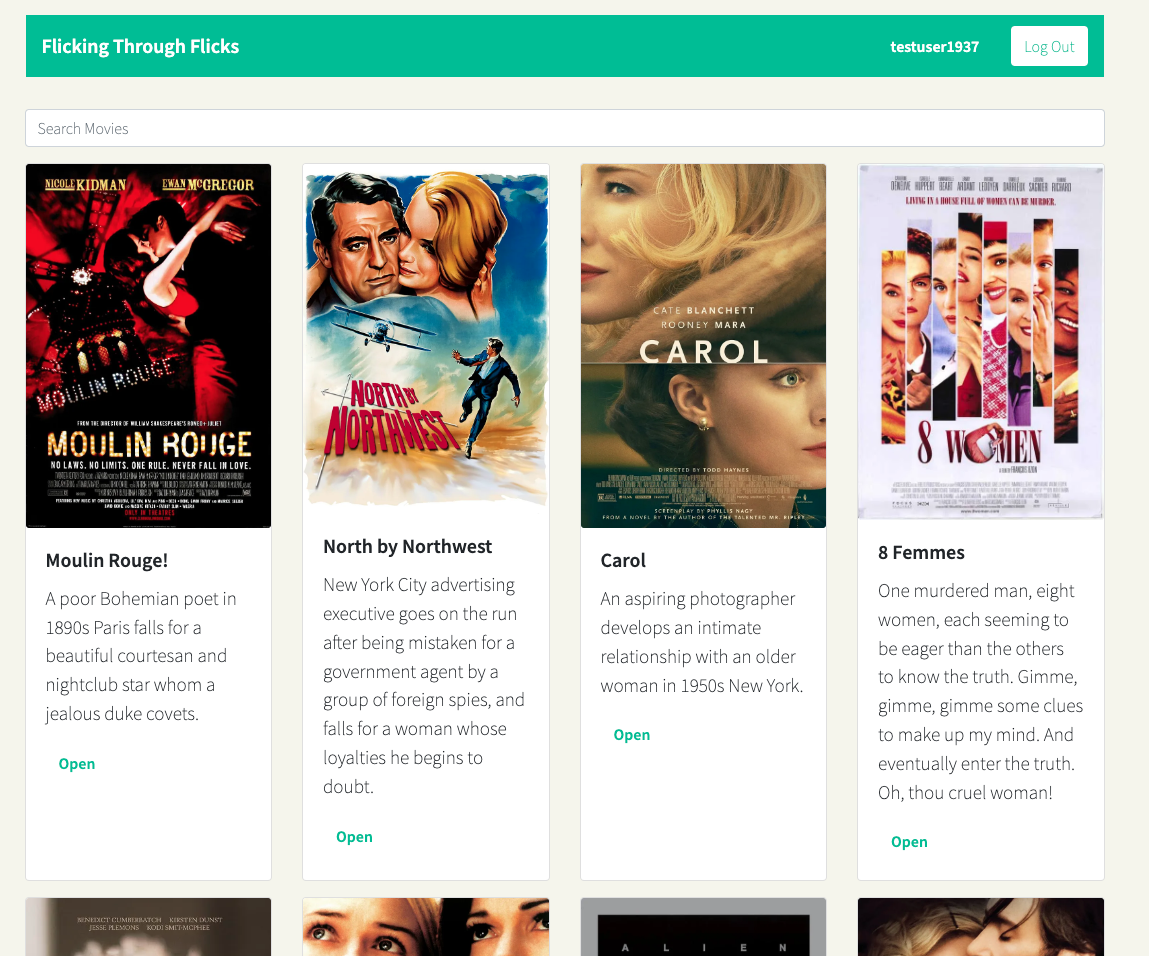 Flicking Through Flicks
testuser1937
Log Out
Search Movies
NICOLE KIDMAN EWAN McGREGOR
MOULIN ROUGE
FROM THE DIRECTOR OF WILLIAM SHAKESPEARE'S ROMEO + JULIET
MOULIN ROUGE
NO LAWS. NO LIMITS. ONE RULE. NEVER FALL IN LOVE.
Moulin Rouge!
A poor Bohemian poet in
1890s Paris falls for a
beautiful courtesan and
nightclub star whom a
jealous duke covets.
Open
NORTH BY
NORTHWEST
North by Northwest
New York City advertising
executive goes on the run
after being mistaken for a
government agent by a
group of foreign spies, and
falls for a woman whose
loyalties he begins to
doubt.
Open
CATE BLANCHETT
ROONEY MARA
CAROL
DIRECTED BY TODD HAYNES
SCREENPLAY BY PHYLLIS NAGY
FROM A NOVEL BY THE AUTHOR OF THE TALENTED MR. RIPLEY
Carol
An aspiring photographer
develops an intimate
relationship with an older
woman in 1950s New York.
Open
DENEUVE HUPPERT BEART ARDANT LEDOYEN DARRIEUX SAGNIER RICHARD
LIVING IN A HOUSE FULL OF WOMEN CAN BE MURDER.
8 WOMEN
8 Femmes
One murdered man, eight
women, each seeming to
be eager than the others
to know the truth. Gimme,
gimme, gimme some clues
to make up my mind. And
eventually enter the truth.
Oh, thou cruel woman!
Open
BENEDICT CUMBERBATCH KIRSTEN DUNST
JESSE PLEMONS KODI SMIT-MCPHEE
A L I E N